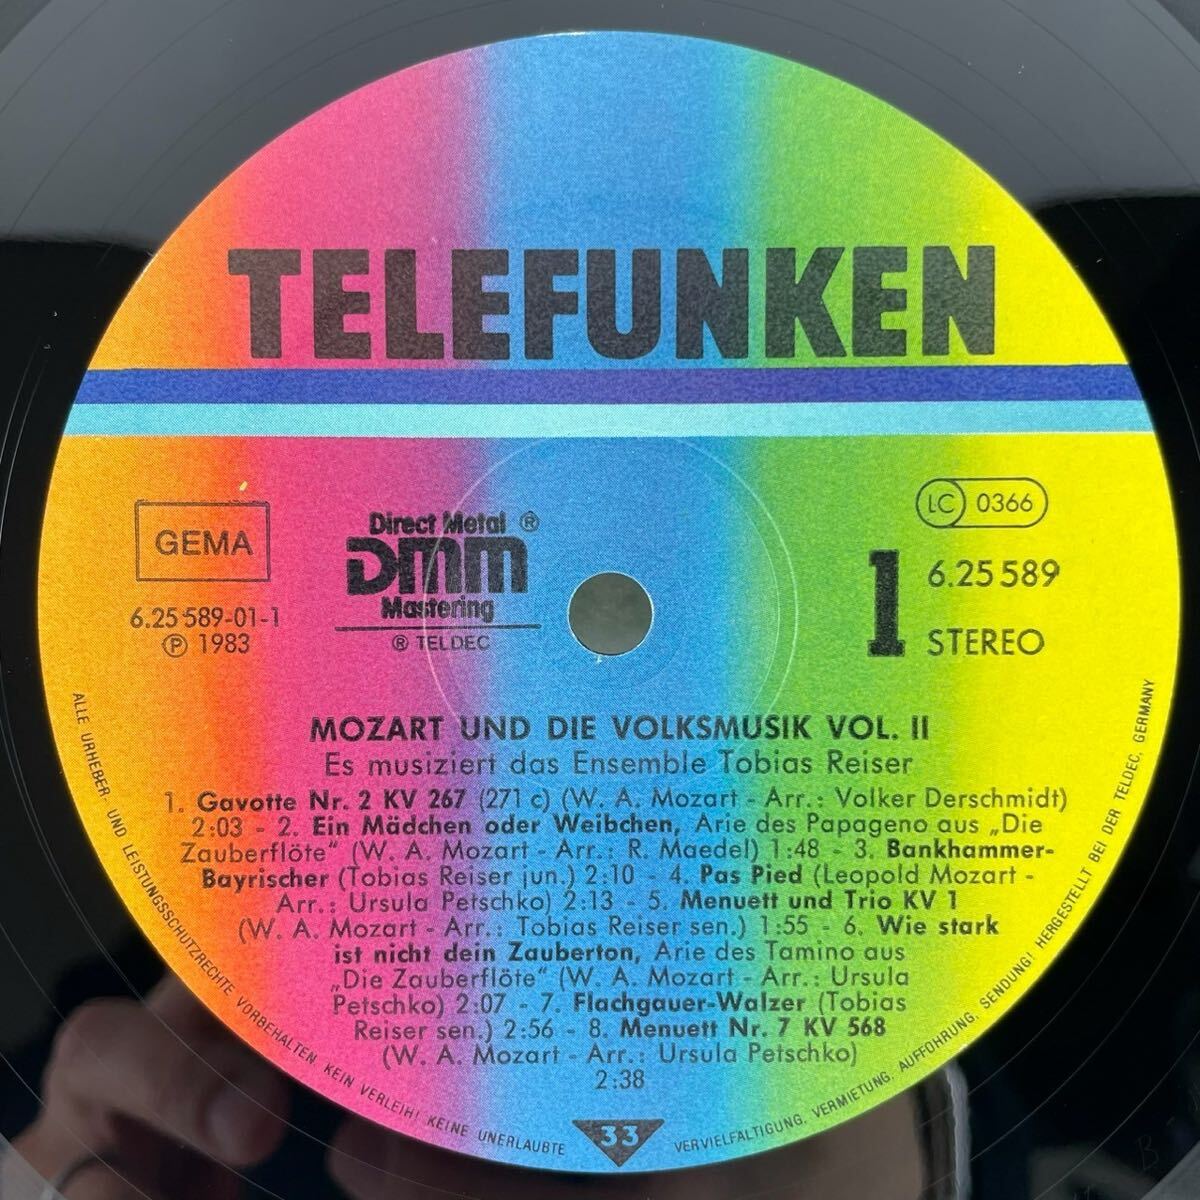 TELEFUNKEN
GEMA
6.25 589-01-1
℗ 1983
Direct Metal ®
DMM
Mastering
® TELDEC
LC 0366
1
6.25 589
STEREO
MOZART UND DIE VOLKSMUSIK VOL. II
Es musiziert das Ensemble Tobias Reiser
1. Gavotte Nr. 2 KV 267 (271 c) (W. A. Mozart - Arr.: Volker Derschmidt)
2:03 - 2. Ein Mädchen oder Weibchen, Arie des Papageno aus „Die
Zauberflöte“ (W. A. Mozart - Arr.: R. Maedel) 1:48 - 3. Bankhammer-
Bayrischer (Tobias Reiser jun.) 2:10 - 4. Pas Pied (Leopold Mozart -
Arr.: Ursula Petschko) 2:13 - 5. Menuett und Trio KV 1
(W. A. Mozart - Arr.: Tobias Reiser sen.) 1:55 - 6. Wie stark
ist nicht dein Zauberton, Arie des Tamino aus
„Die Zauberflöte“ (W. A. Mozart - Arr.: Ursula
Petschko) 2:07 - 7. Flachgauer-Walzer (Tobias
Reiser sen.) 2:56 - 8. Menuett Nr. 7 KV 568
(W. A. Mozart - Arr.: Ursula Petschko)
2:38
33
ALLE URHEBER- UND LEISTUNGSSCHUTZRECHTE VORBEHALTEN. KEIN VERLEIH! KEINE UNERLAUBTE VERVIELFÄLTIGUNG, VERMIETUNG, AUFFÜHRUNG, SENDUNG! HERGESTELLT BEI DER TELDEC, GERMANY